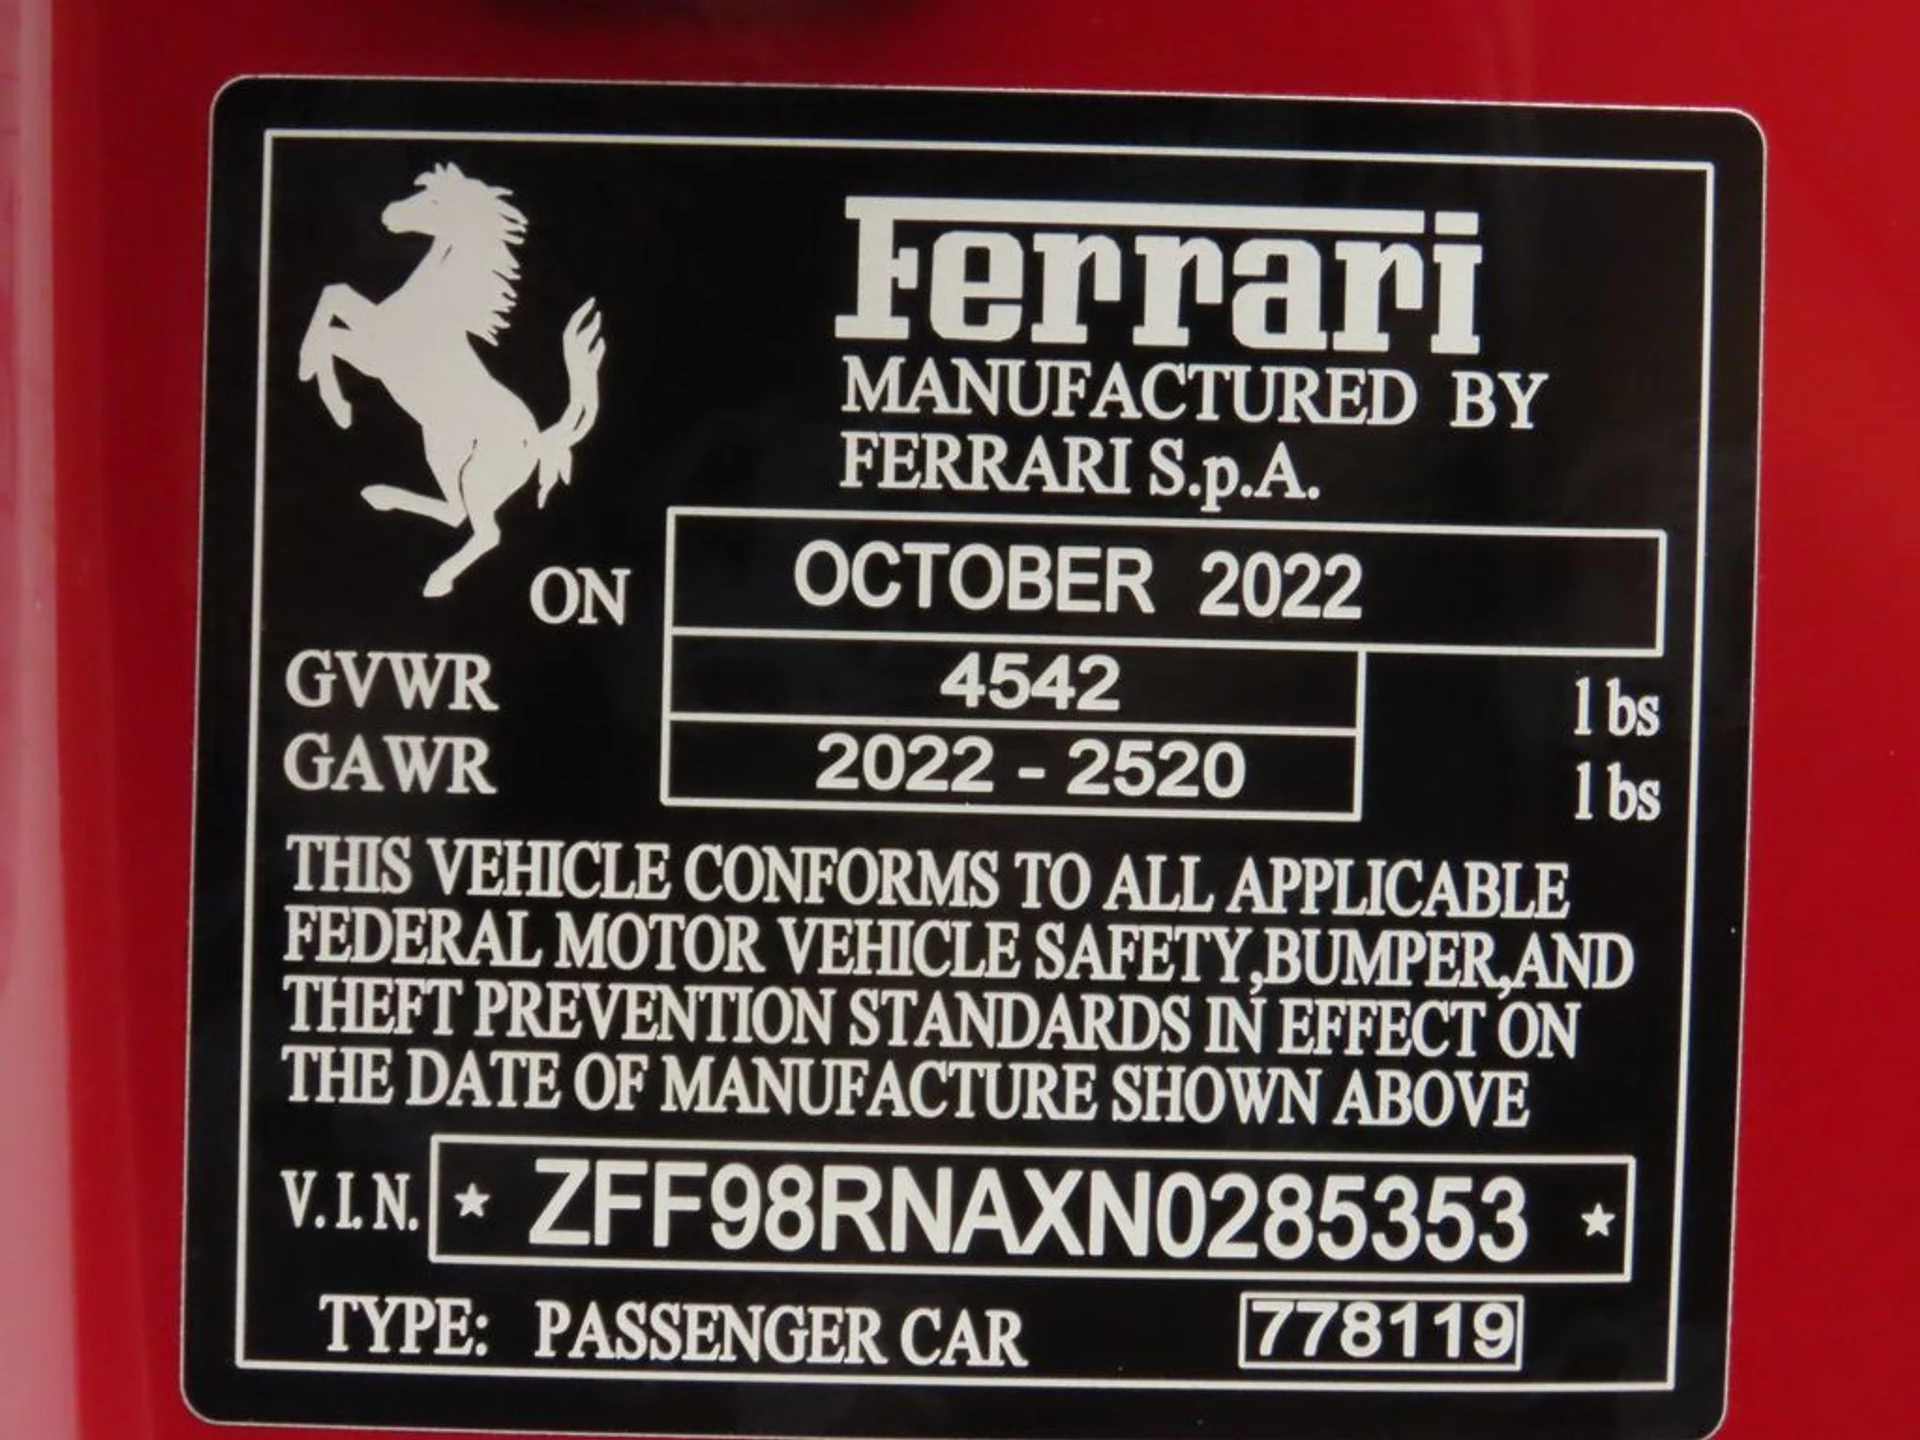 Ferrari
MANUFACTURED BY
FERRARI S.p.A.
ON OCTOBER 2022
GVWR 4542 lbs
GAWR 2022 - 2520 lbs
THIS VEHICLE CONFORMS TO ALL APPLICABLE
FEDERAL MOTOR VEHICLE SAFETY,BUMPER,AND
THEFT PREVENTION STANDARDS IN EFFECT ON
THE DATE OF MANUFACTURE SHOWN ABOVE
V.I.N. ★ ZFF98RNAXN0285353 ★
TYPE: PASSENGER CAR 778119